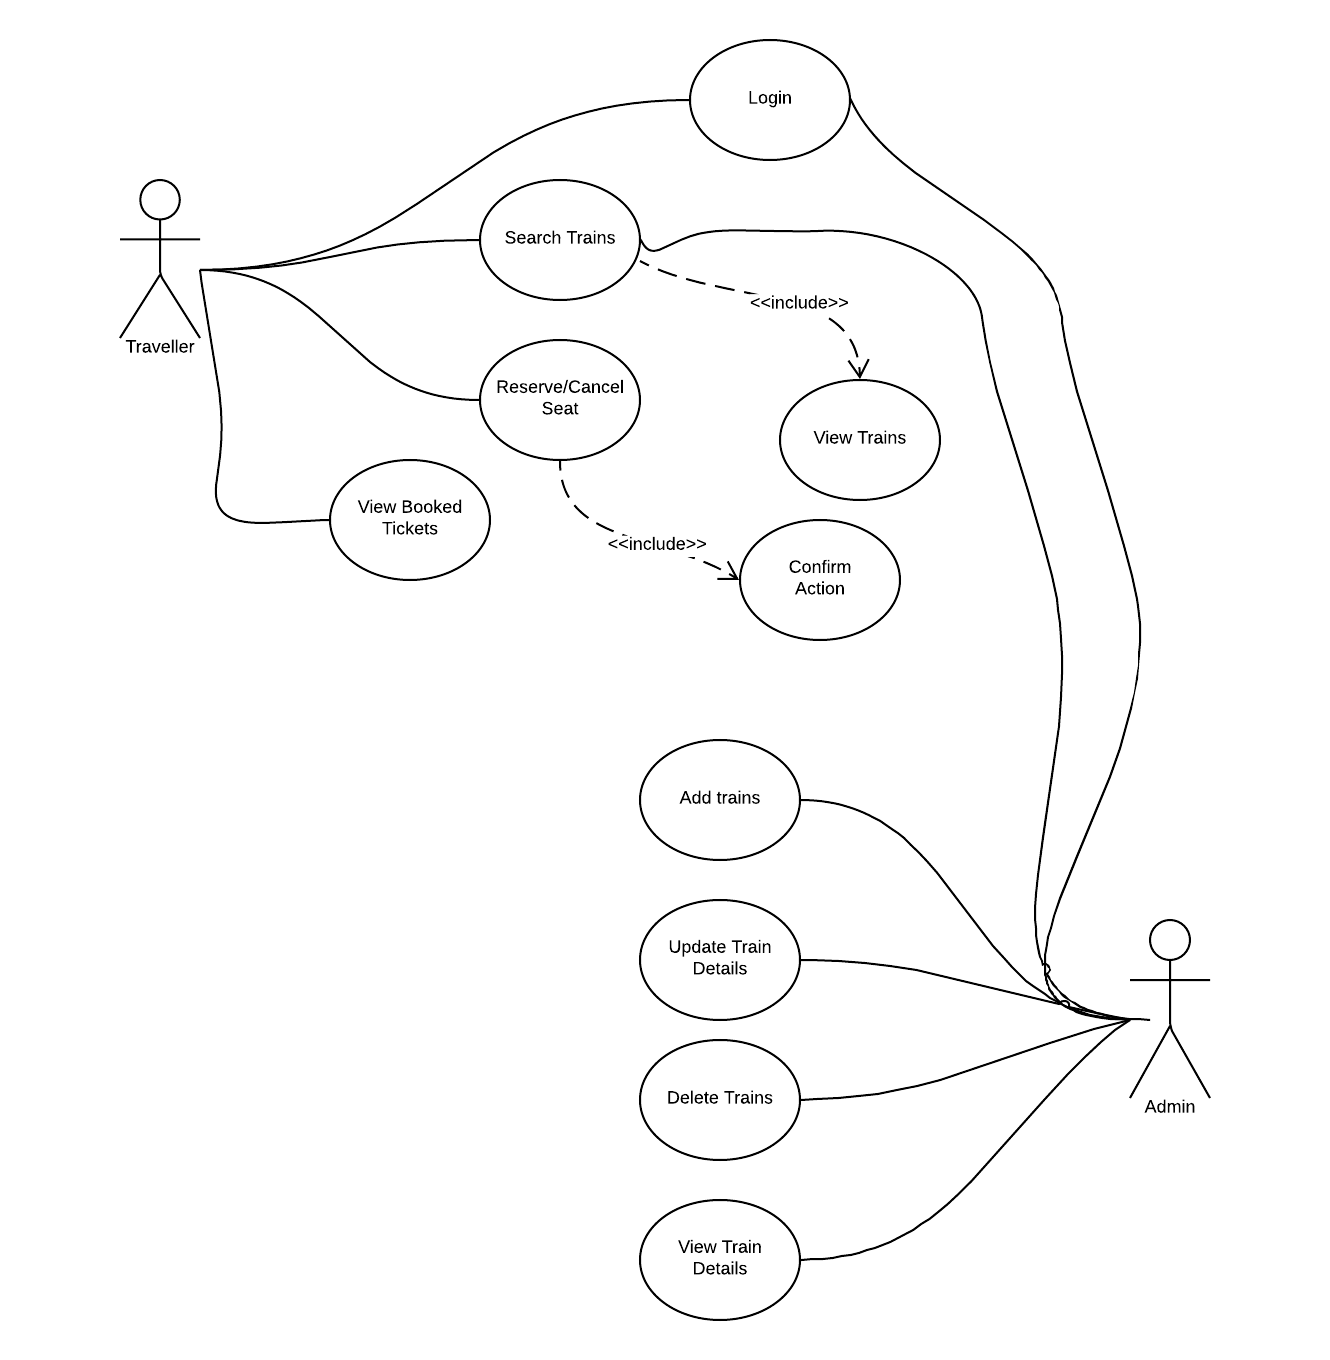 Login
Search Trains
<<include>>
Traveller
Reserve/Cancel
Seat
View Trains
View Booked
Tickets
<<include>>
Confirm
Action
Add trains
Update Train
Details
Delete Trains
Admin
View Train
Details